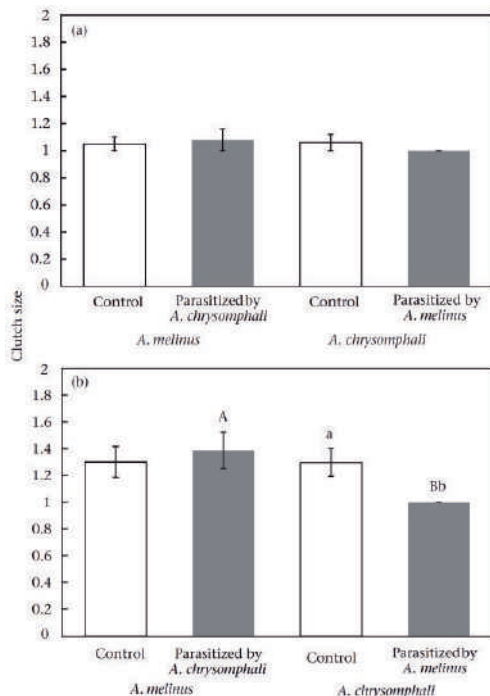 (a)
2
1.8
1.6
1.4
1.2
1
0.8
0.6
0.4
0.2
0
Control Parasitized by Control Parasitized by
A. chrysomphali A. melinus
A. melinus A. chrysomphali
Clutch size
(b)
2
1.8
1.6
1.4
1.2
1
0.8
0.6
0.4
0.2
0
A
a
Bb
Control Parasitized by Control Parasitized by
A. chrysomphali A. melinus
A. melinus A. chrysomphali